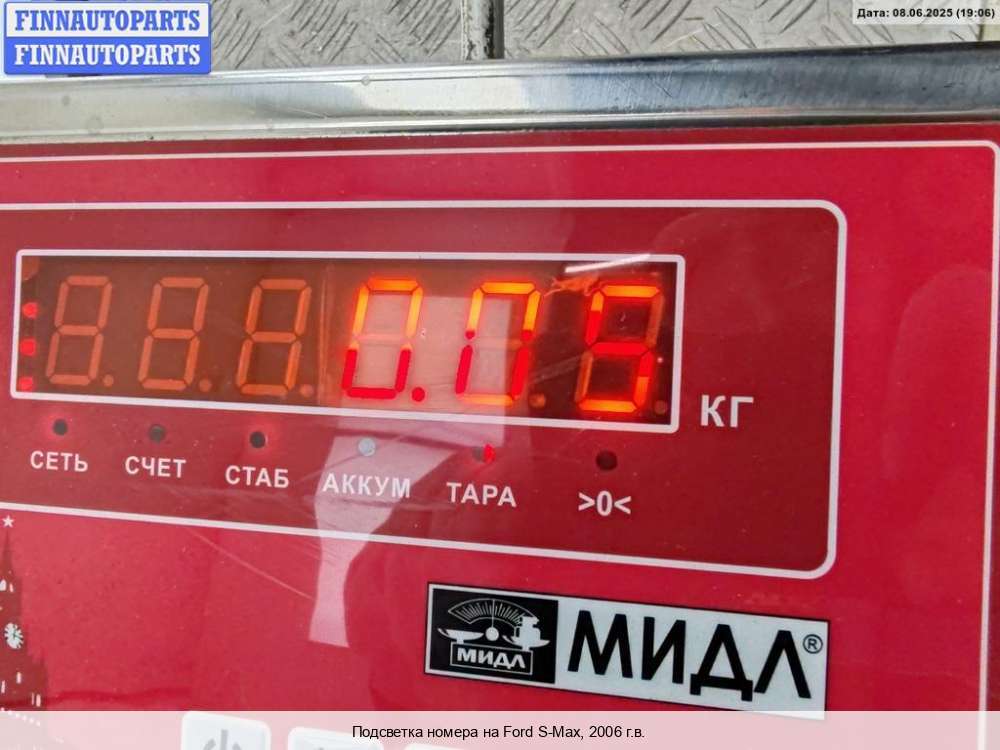 FINNAUTOPARTS
FINNAUTOPARTS
Дата: 08.06.2025 (19:06)
0.05
КГ
СЕТЬ СЧЕТ СТАБ АККУМ ТАРА >0<
МИДЛ
МИДЛ®
Подсветка номера на Ford S-Max, 2006 г.в.